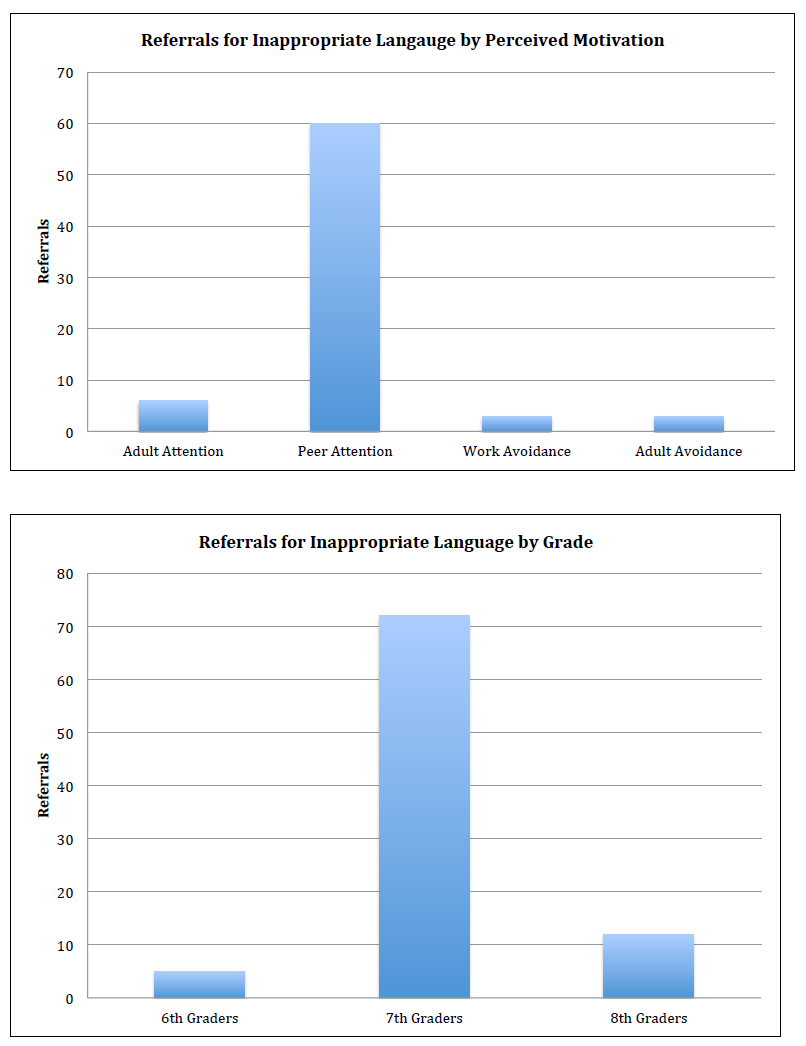 Referrals for Inappropriate Langauge by Perceived Motivation
70
60
50
40
30
20
10
0
Referrals
Adult Attention Peer Attention Work Avoidance Adult Avoidance
Referrals for Inappropriate Language by Grade
80
70
60
50
40
30
20
10
0
Referrals
6th Graders 7th Graders 8th Graders